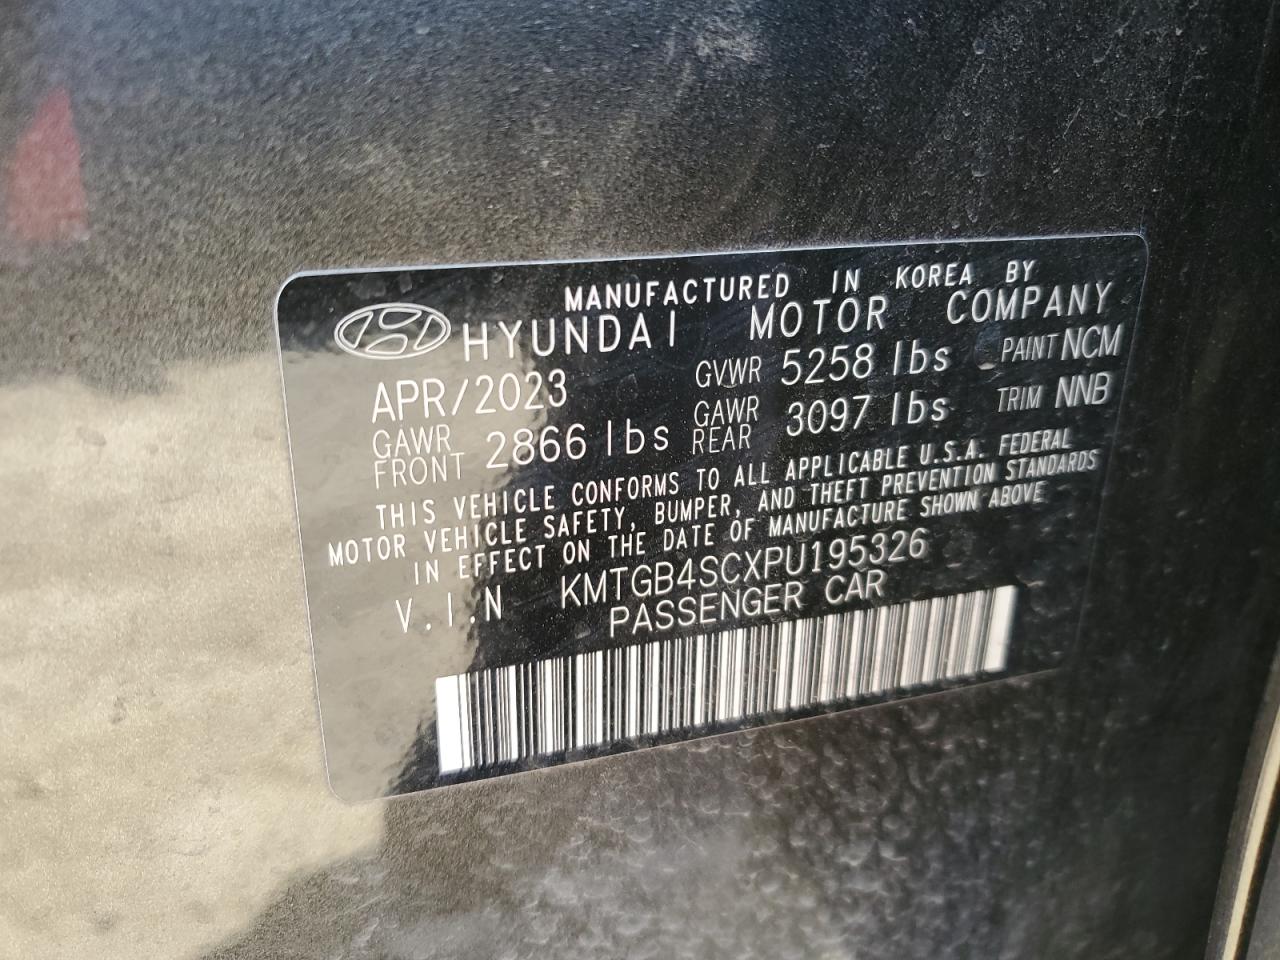 MANUFACTURED IN KOREA BY
HYUNDAI MOTOR COMPANY
APR/2023 GVWR 5258 lbs PAINT NCM
GAWR FRONT 2866 lbs GAWR REAR 3097 lbs TRIM NNB
THIS VEHICLE CONFORMS TO ALL APPLICABLE U.S.A. FEDERAL
MOTOR VEHICLE SAFETY, BUMPER, AND THEFT PREVENTION STANDARDS
IN EFFECT ON THE DATE OF MANUFACTURE SHOWN ABOVE
V.I.N KMTGB4SCXPU195326
PASSENGER CAR